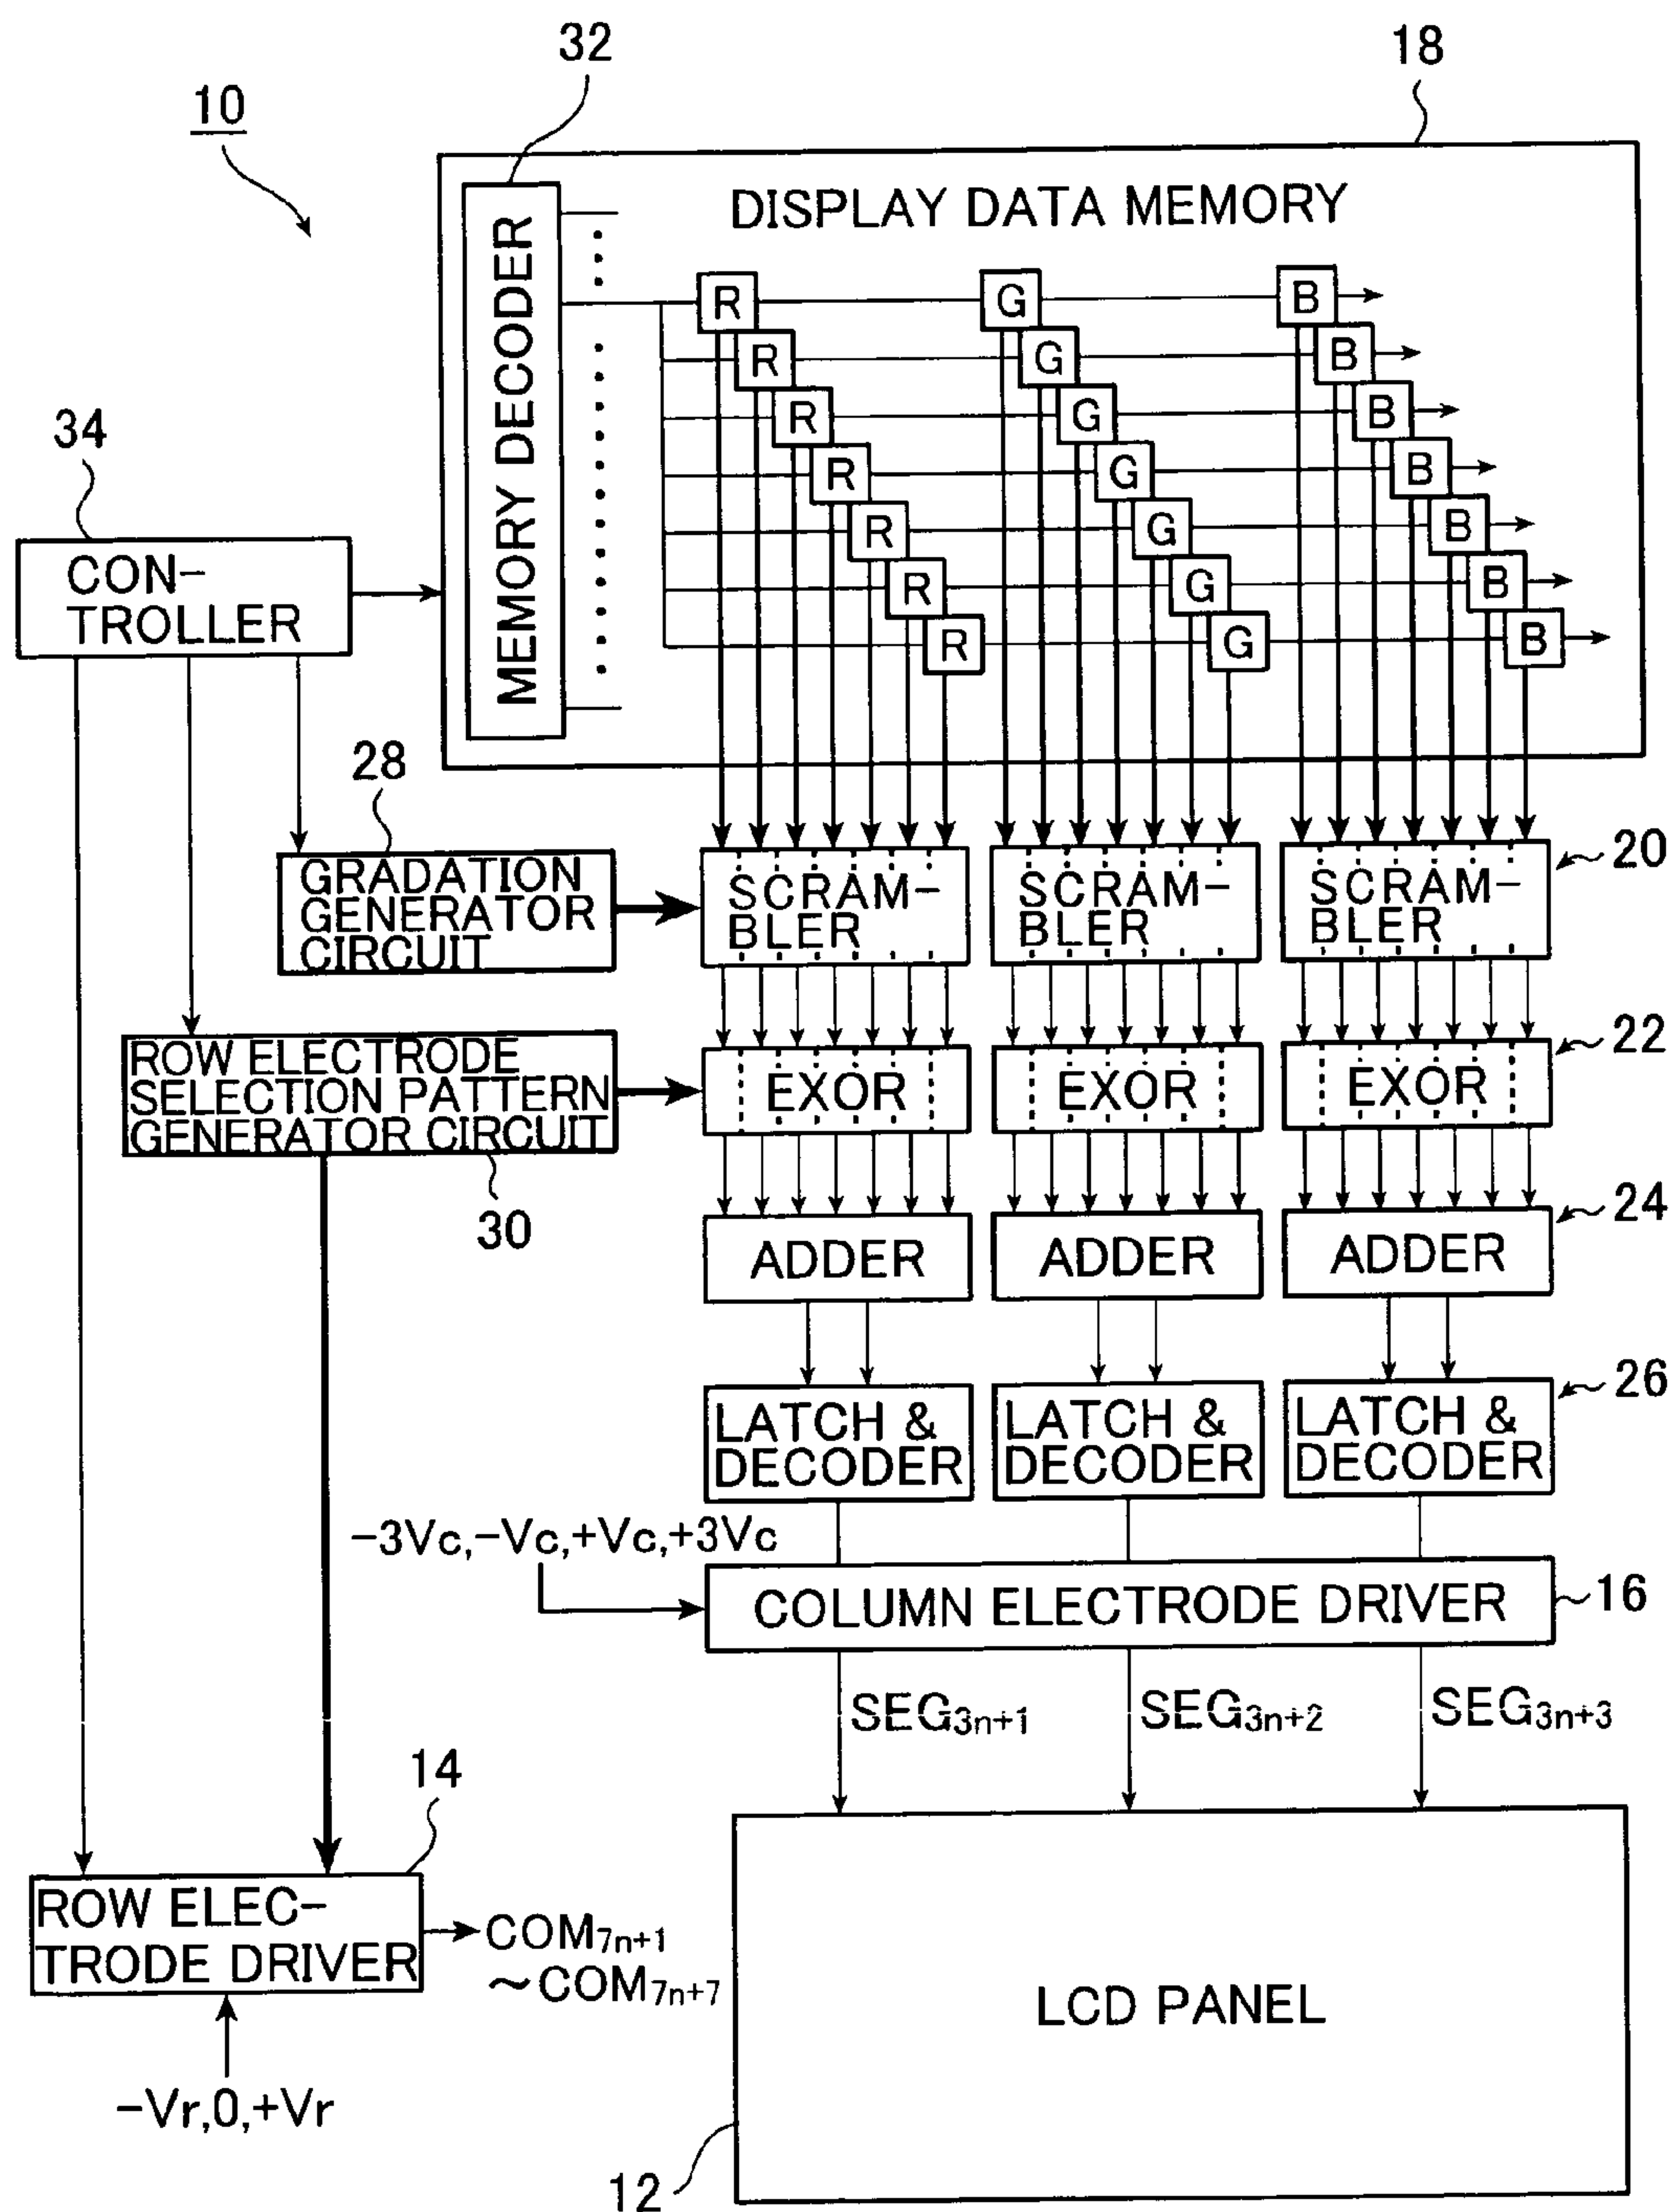 32
18
10
DISPLAY DATA MEMORY
MEMORY DECODER
R G B
R G B
R G B
R G B
R G B
R G B
R G B
34
CON-
TROLLER
28
GRADATION
GENERATOR
CIRCUIT
SCRAM-
BLER
SCRAM-
BLER
SCRAM-
BLER
20
ROW ELECTRODE
SELECTION PATTERN
GENERATOR CIRCUIT
30
EXOR
EXOR
EXOR
22
ADDER
ADDER
ADDER
24
LATCH &
DECODER
LATCH &
DECODER
LATCH &
DECODER
26
-3Vc,-Vc,+Vc,+3Vc
COLUMN ELECTRODE DRIVER
16
SEG3n+1
SEG3n+2
SEG3n+3
14
ROW ELEC-
TRODE DRIVER
COM7n+1
~COM7n+7
-Vr,0,+Vr
LCD PANEL
12